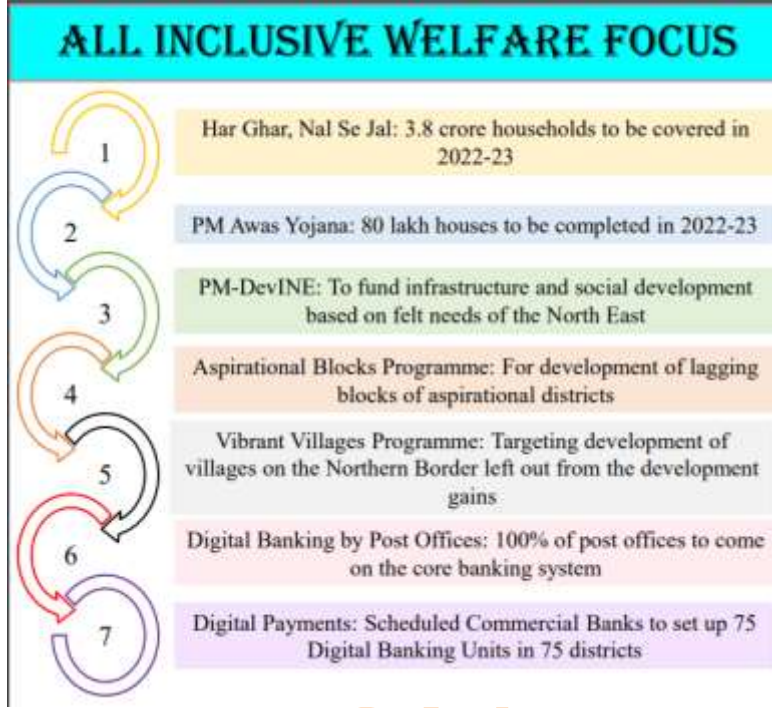 ALL INCLUSIVE WELFARE FOCUS
1
Har Ghar, Nal Se Jal: 3.8 crore households to be covered in
2022-23
2
PM Awas Yojana: 80 lakh houses to be completed in 2022-23
3
PM-DevINE: To fund infrastructure and social development
based on felt needs of the North East
4
Aspirational Blocks Programme: For development of lagging
blocks of aspirational districts
5
Vibrant Villages Programme: Targeting development of
villages on the Northern Border left out from the development
gains
6
Digital Banking by Post Offices: 100% of post offices to come
on the core banking system
7
Digital Payments: Scheduled Commercial Banks to set up 75
Digital Banking Units in 75 districts